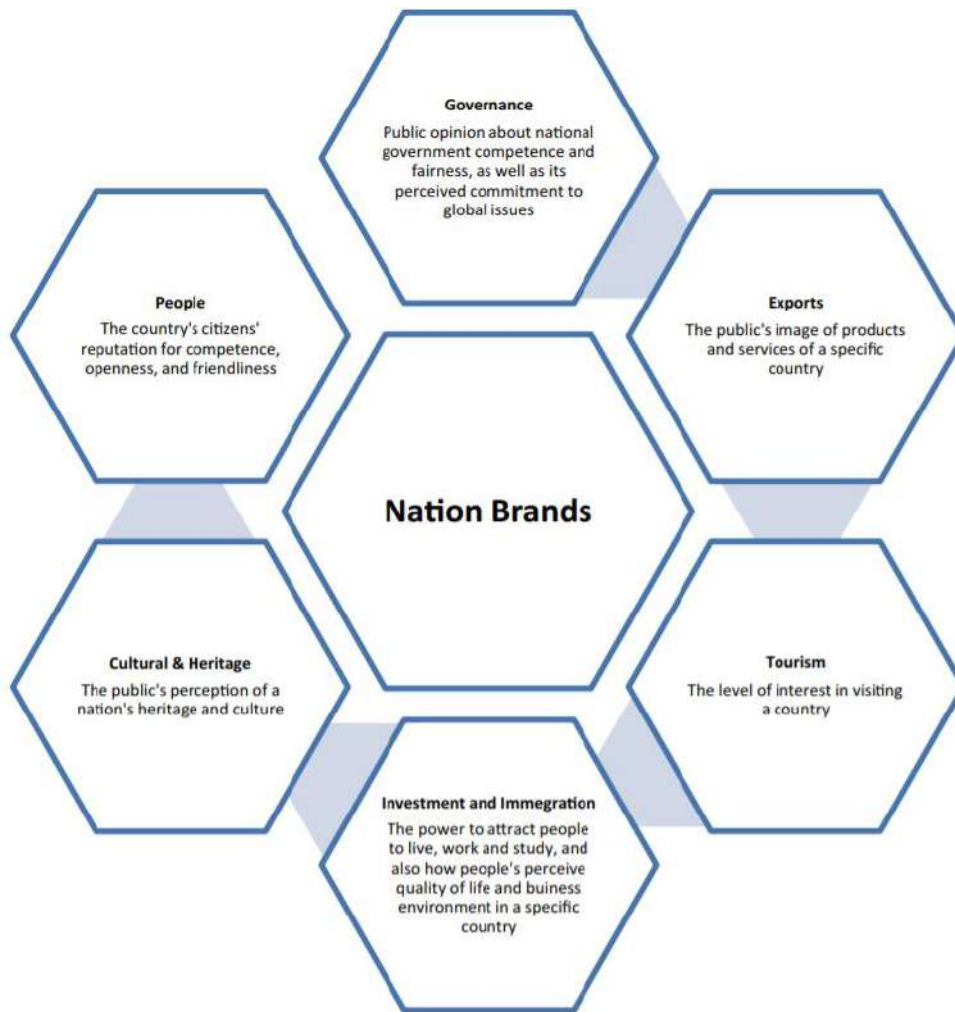 Governance
Public opinion about national
government competence and
fairness, as well as its
perceived commitment to
global issues
People
The country's citizens'
reputation for competence,
openness, and friendliness
Exports
The public's image of products
and services of a specific
country
Nation Brands
Cultural & Heritage
The public's perception of a
nation's heritage and culture
Tourism
The level of interest in visiting
a country
Investment and Immegration
The power to attract people
to live, work and study, and
also how people's perceive
quality of life and buiness
environment in a specific
country